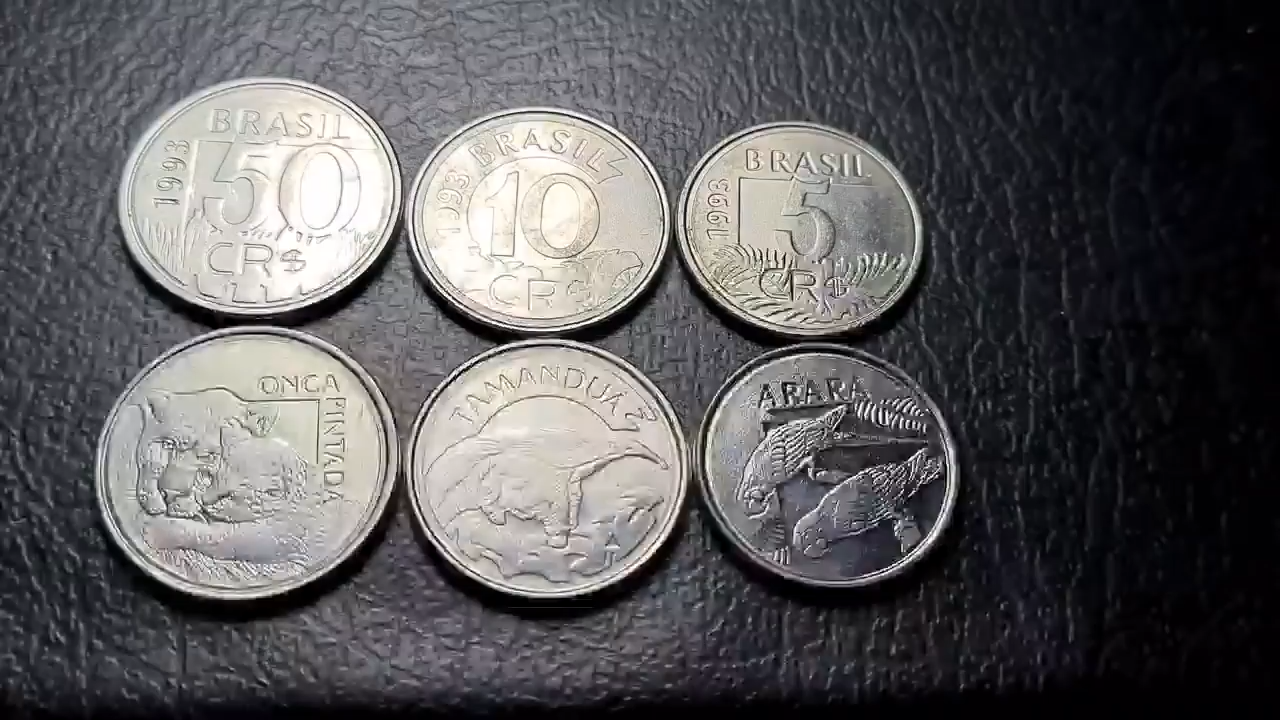 BRASIL
1993
50
CR$
BRASIL
1993
10
CR$
BRASIL
1993
5
CR$
ONÇA
PINTADA
TAMANDUÁ
ARARA